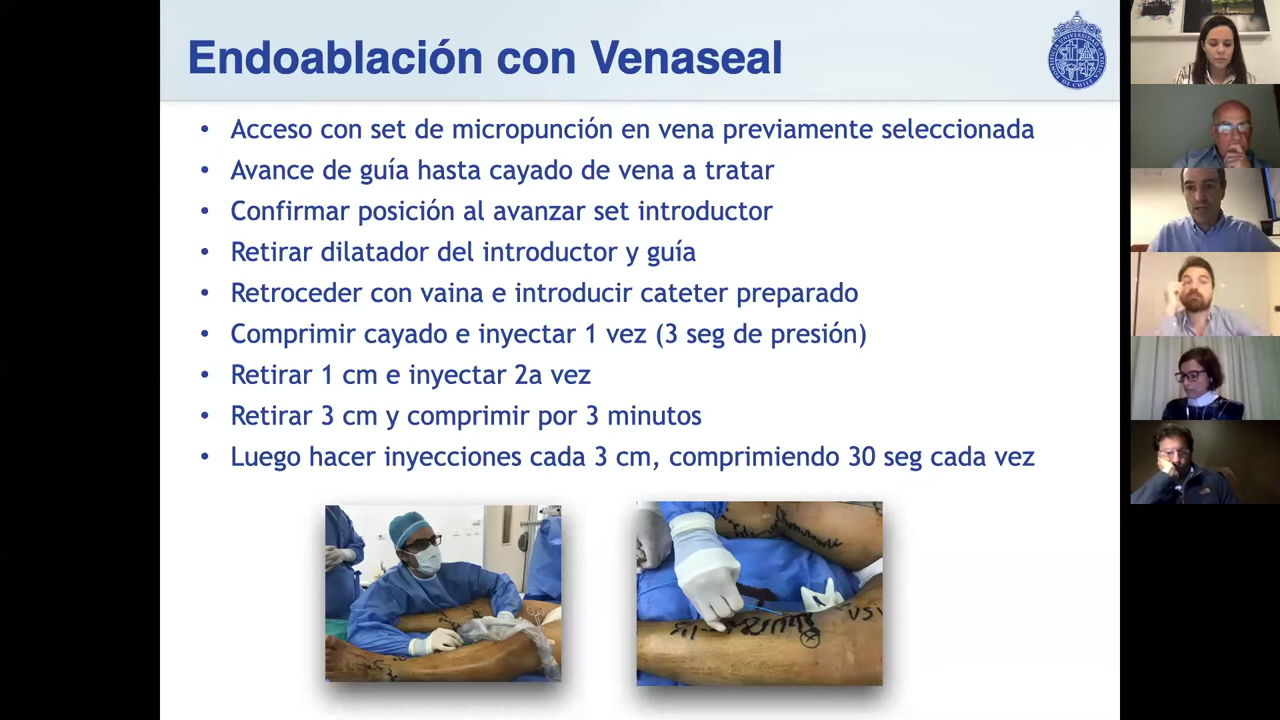 Endoablación con Venaseal
• Acceso con set de micropunción en vena previamente seleccionada
• Avance de guía hasta cayado de vena a tratar
• Confirmar posición al avanzar set introductor
• Retirar dilatador del introductor y guía
• Retroceder con vaina e introducir cateter preparado
• Comprimir cayado e inyectar 1 vez (3 seg de presión)
• Retirar 1 cm e inyectar 2a vez
• Retirar 3 cm y comprimir por 3 minutos
• Luego hacer inyecciones cada 3 cm, comprimiendo 30 seg cada vez